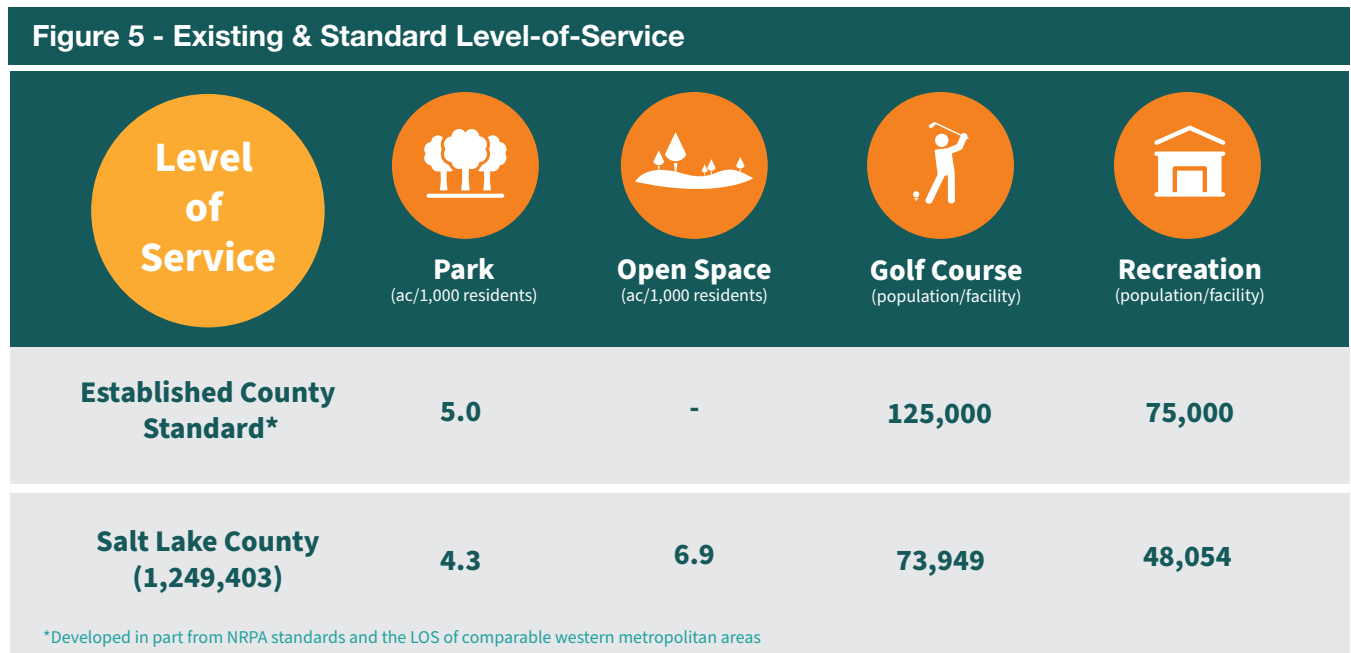 Figure 5 - Existing & Standard Level-of-Service
Level
of
Service
Park
(ac/1,000 residents)
Open Space
(ac/1,000 residents)
Golf Course
(population/facility)
Recreation
(population/facility)
Established County
Standard*
5.0
-
125,000
75,000
Salt Lake County
(1,249,403)
4.3
6.9
73,949
48,054
*Developed in part from NRPA standards and the LOS of comparable western metropolitan areas